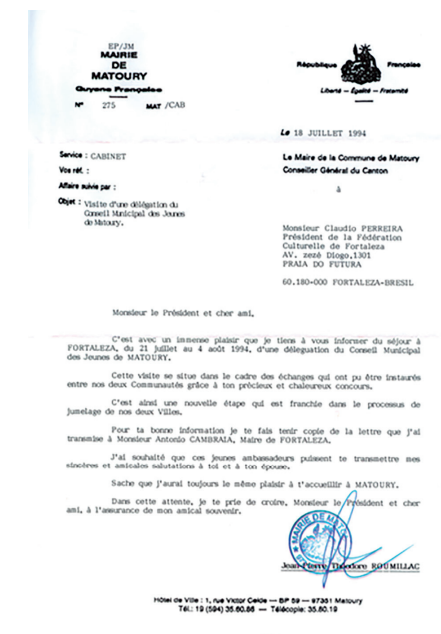 EP/JM
MAIRIE
DE
MATOURY
Guyane Française
N° 275 MAT /CAB
République Française
Liberté — Égalité — Fraternité
Le 18 JUILLET 1994
Service : CABINET
Vos réf. :
Affaire suivie par :
Objet : Visite d'une délégation du
Conseil Municipal des Jeunes
de Matoury.
Le Maire de la Commune de Matoury
Conseiller Général du Canton
à
Monsieur Claudio PERREIRA
Président de la Fédération
Culturelle de Fortaleza
AV. zezé Diogo,1301
PRAIA DO FUTURA
60.180-000 FORTALEZA-BRESIL
Monsieur le Président et cher ami,
C'est avec un immense plaisir que je tiens à vous informer du séjour à
FORTALEZA, du 21 juillet au 4 août 1994, d'une déleguation du Conseil Municipal
des Jeunes de MATOURY.
Cette visite se situe dans le cadre des échanges qui ont pu être instaurés
entre nos deux Communautés grâce à ton précieux et chaleureux concours.
C'est ainsi une nouvelle étape qui est franchie dans le processus de
jumelage de nos deux Villes.
Pour ta bonne information je te fais tenir copie de la lettre que j'ai
transmise à Monsieur Antonio CAMBRAIA, Maire de FORTALEZA.
J'ai souhaité que ces jeunes ambassadeurs puissent te transmettre mes
sincères et amicales salutations à toi et à ton épouse.
Sache que j'aurai toujours le même plaisir à t'accueillir à MATOURY.
Dans cette attente, je te prie de croire, Monsieur le Président et cher
ami, à l'assurance de mon amical souvenir.
MAIRIE DE MATOURY
Jean-Pierre Théodore ROUMILLAC
Hôtel de Ville : 1, rue Victor Ceide — BP 59 — 97351 Matoury
Tél.: 19 (594) 35.60.86 — Télécopie: 35.80.19